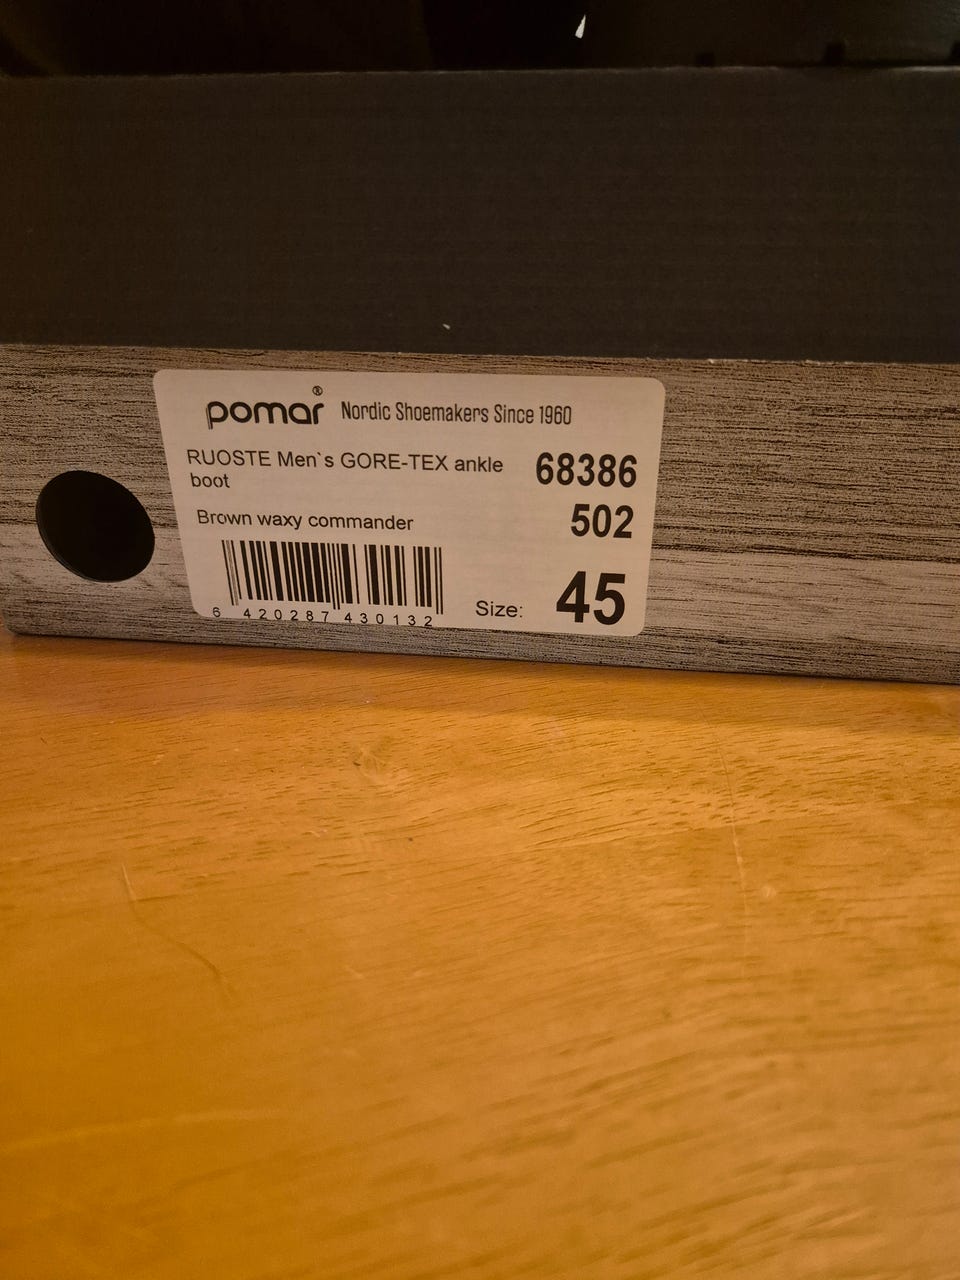 pomar® Nordic Shoemakers Since 1960
RUOSTE Men`s GORE-TEX ankle boot
68386
502
Brown waxy commander
6 420287 430132
Size: 45